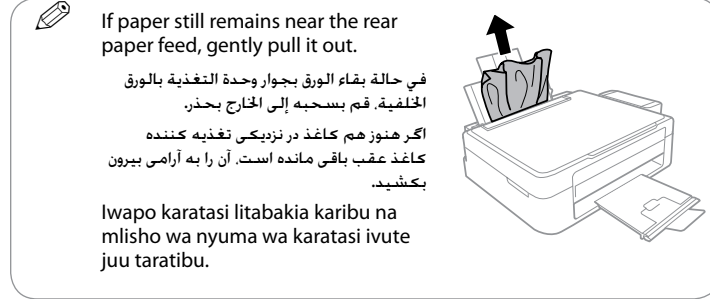 If paper still remains near the rear
paper feed, gently pull it out.
في حالة بقاء الورق بجوار وحدة التغذية بالورق
الخلفية، قم بسحبه إلى الخارج بحذر.
اگر هنوز هم کاغذ در نزدیکی تغذیه کننده
کاغذ عقب باقی مانده است، آن را به آرامی بیرون
بکشید.
Iwapo karatasi litabakia karibu na
mlisho wa nyuma wa karatasi ivute
juu taratibu.